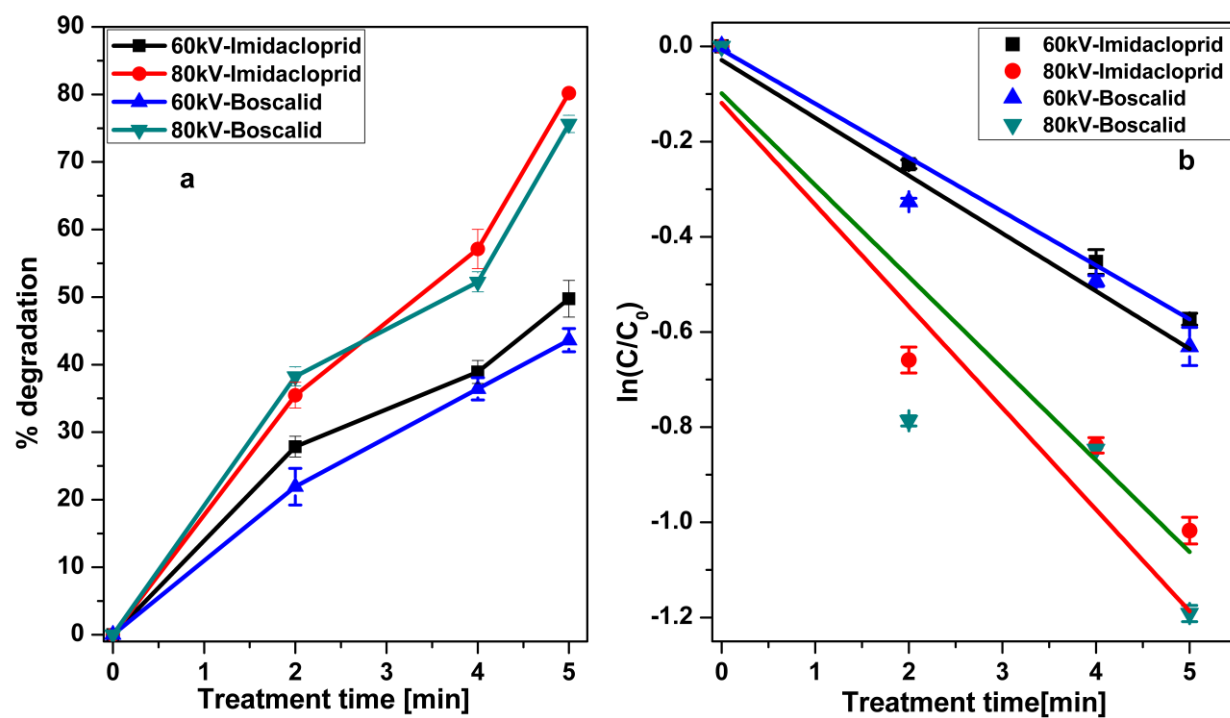 90
80
70
60
50
40
30
20
10
0
% degradation
60kV-Imidacloprid
80kV-Imidacloprid
60kV-Boscalid
80kV-Boscalid
a
0 1 2 3 4 5
Treatment time [min]
0.0
-0.2
-0.4
-0.6
-0.8
-1.0
-1.2
ln(C/C₀)
60kV-Imidacloprid
80kV-Imidacloprid
60kV-Boscalid
80kV-Boscalid
b
0 1 2 3 4 5
Treatment time[min]